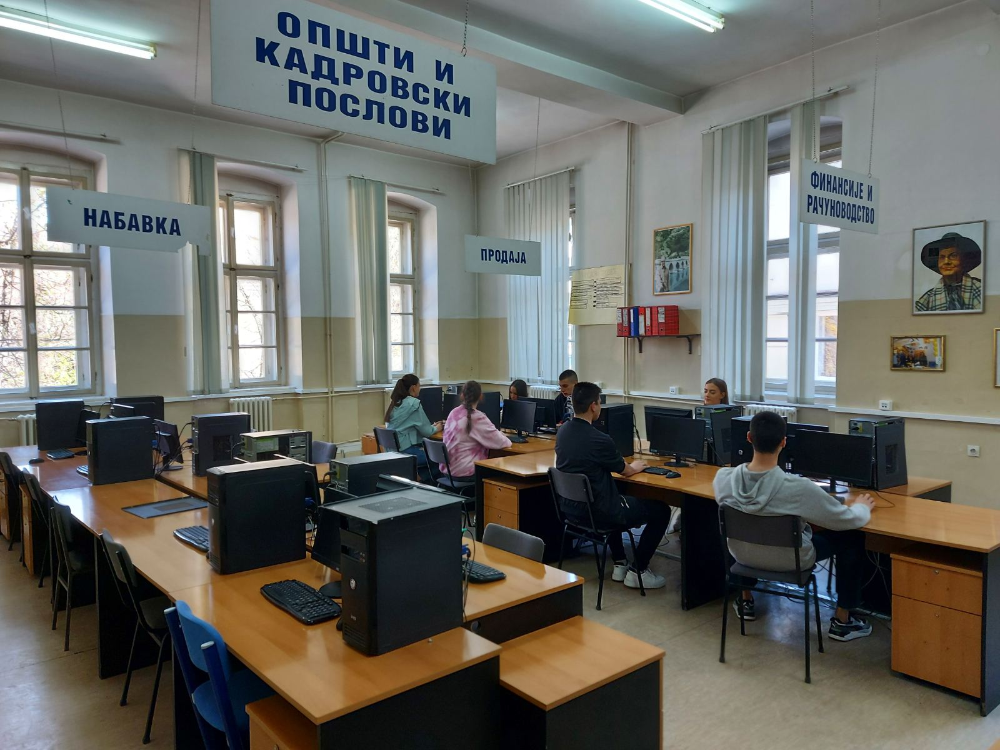 ОПШТИ И
КАДРОВСКИ
ПОСЛОВИ
НАБАВКА
ПРОДАЈА
ФИНАНСИЈЕ И
РАЧУНОВОДСТВО